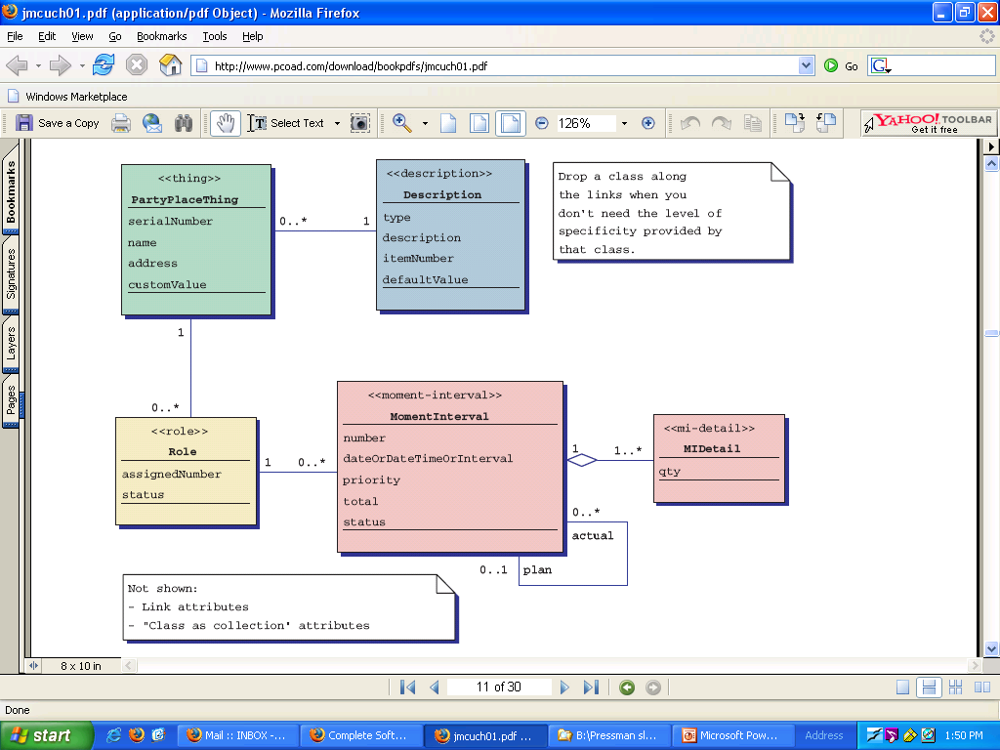 jmcuch01.pdf (application/pdf Object) - Mozilla Firefox
File Edit View Go Bookmarks Tools Help
http://www.pcoad.com/download/bookpdfs/jmcuch01.pdf Go G
Windows Marketplace
Save a Copy Select Text 126% YAHOO! TOOLBAR
Get it free
Bookmarks
Signatures
Layers
Pages
<<thing>>
PartyPlaceThing
serialNumber
name
address
customValue
0..* 1
<<description>>
Description
type
description
itemNumber
defaultValue
Drop a class along
the links when you
don't need the level of
specificity provided by
that class.
1
0..*
<<role>>
Role
assignedNumber
status
1 0..*
<<moment-interval>>
MomentInterval
number
dateOrDateTimeOrInterval
priority
total
status
1 1..*
<<mi-detail>>
MIDetail
qty
0..*
actual
0..1 plan
Not shown:
- Link attributes
- "Class as collection' attributes
8 x 10 in
11 of 30
Done
start Mail :: INBOX -... Complete Soft... jmcuch01.pdf ... B:\Pressman sl... Microsoft Pow... Address 1:50 PM